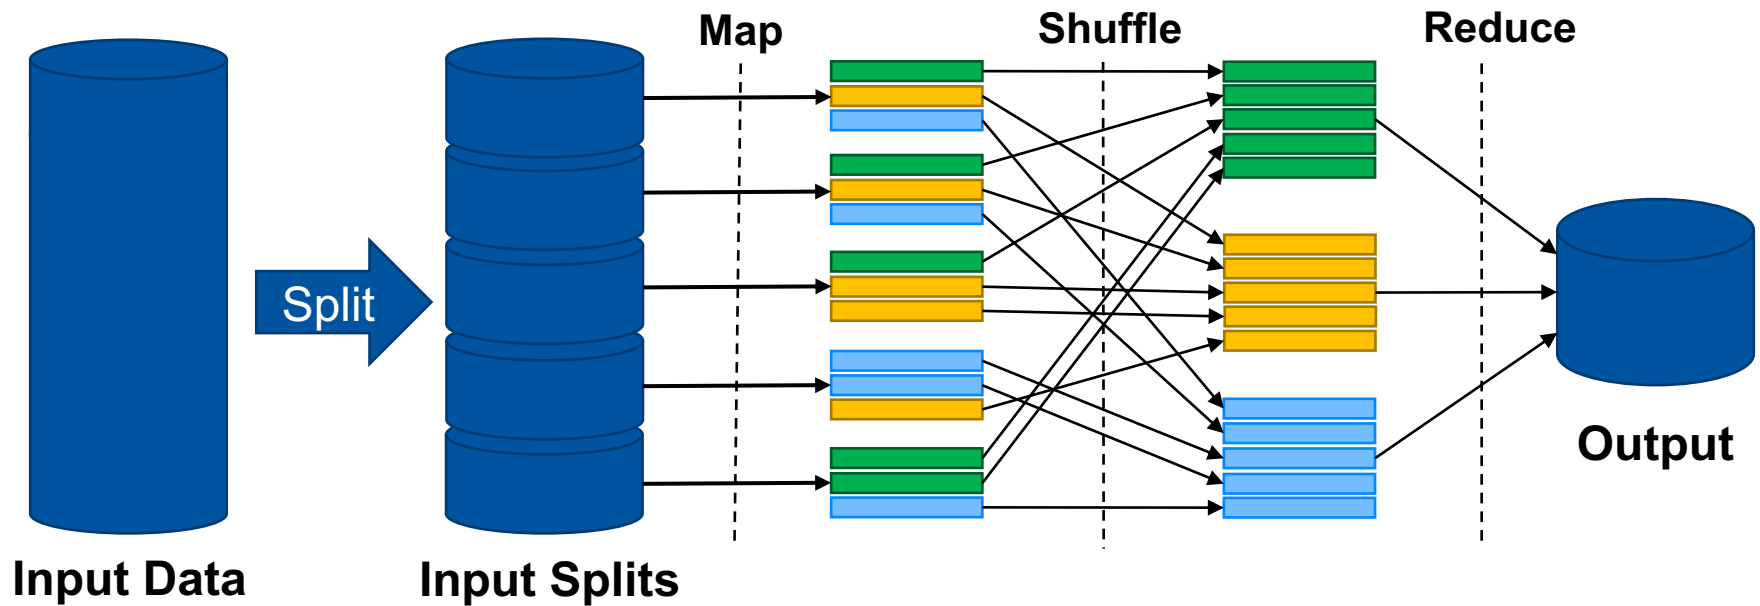 Map
Shuffle
Reduce
Split
Output
Input Data
Input Splits